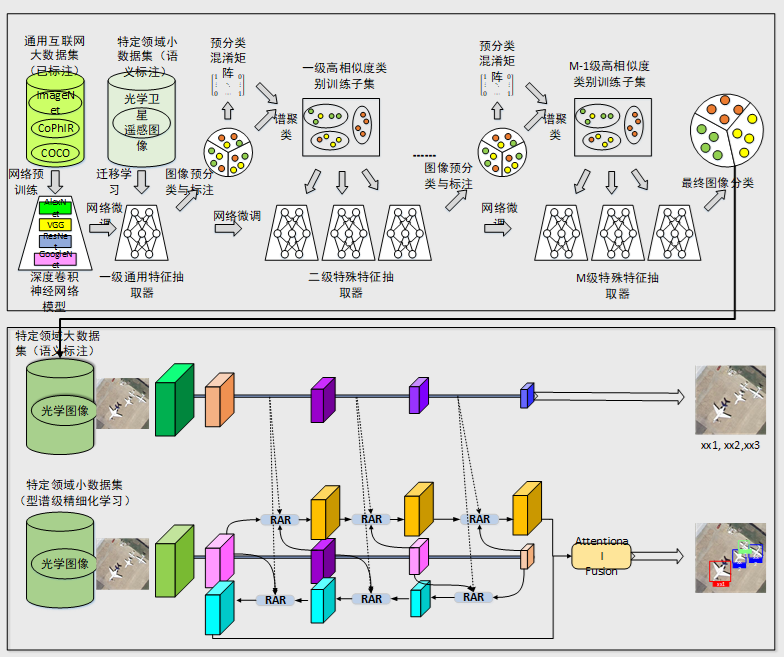 通用互联网
大数据集
（已标注）
ImageN
et
CoPhIR
COCO
特定领域小
数据集（语
义标注）
光学卫
星
遥感图
像
预分类
混淆矩
阵
一级高相似度类
别训练子集
谱聚
类
预分类
混淆矩
阵
M-1级高相似度
类别训练子集
谱聚
类
网络预
训练
迁移学
习
图像预分
类与标注
......
图像预分
类与标注
最终图像分类
AlexN
et
VGG
ResNe
t
GoogleN
et
网络微
调
网络微调
网络微
调
深度卷积
神经网络
模型
一级通用特征抽
取器
二级特殊特征抽
取器
M级特殊特征抽
取器
特定领域大数据
集（语义标注）
光学图像
xx1, xx2,xx3
特定领域小数据集
（型谱级精细化学习）
光学图像
RAR
RAR
RAR
Attentiona
l
Fusion
RAR
RAR
RAR
xx1